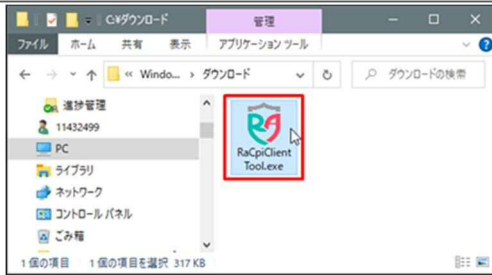 C:¥ダウンロード
管理
ファイル ホーム 共有 表示 アプリケーション ツール
« Windo... › ダウンロード
ダウンロードの検索
進捗管理
11432499
PC
ライブラリ
ネットワーク
コントロール パネル
ごみ箱
RaCpiClient
Tool.exe
1 個の項目 1 個の項目を選択 317 KB